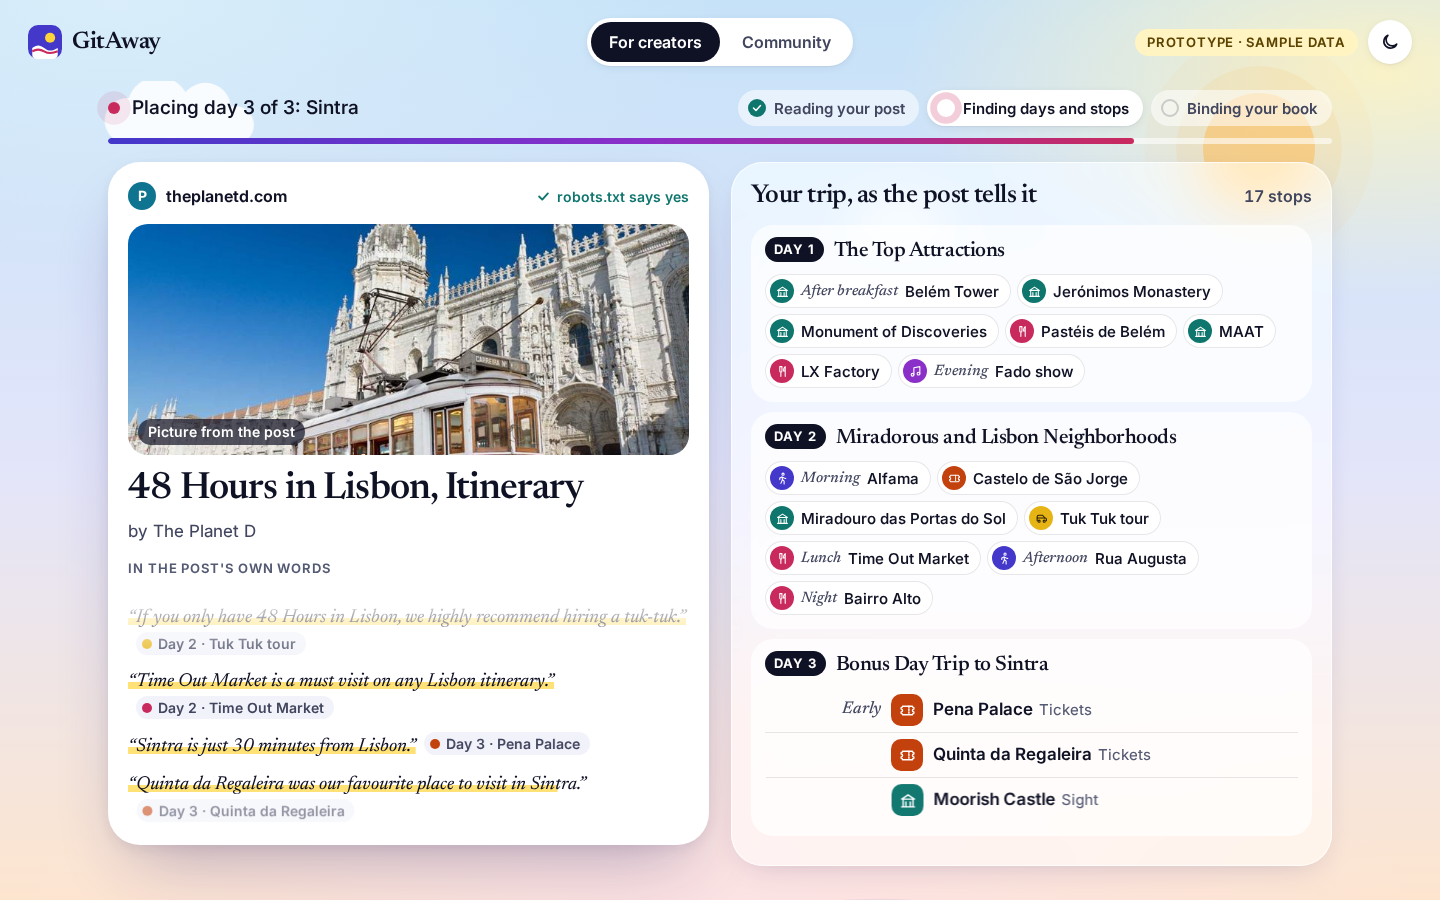 GitAway
For creators
Community
PROTOTYPE · SAMPLE DATA
Placing day 3 of 3: Sintra
Reading your post
Finding days and stops
Binding your book
P
theplanetd.com
robots.txt says yes
CARREIRA
Picture from the post
48 Hours in Lisbon, Itinerary
by The Planet D
IN THE POST'S OWN WORDS
“If you only have 48 Hours in Lisbon, we highly recommend hiring a tuk-tuk.”
Day 2 · Tuk Tuk tour
“Time Out Market is a must visit on any Lisbon itinerary.”
Day 2 · Time Out Market
“Sintra is just 30 minutes from Lisbon.” Day 3 · Pena Palace
“Quinta da Regaleira was our favourite place to visit in Sintra.”
Day 3 · Quinta da Regaleira
Your trip, as the post tells it
17 stops
DAY 1 The Top Attractions
After breakfast Belém Tower
Jerónimos Monastery
Monument of Discoveries
Pastéis de Belém
MAAT
LX Factory
Evening Fado show
DAY 2 Miradorous and Lisbon Neighborhoods
Morning Alfama
Castelo de São Jorge
Miradouro das Portas do Sol
Tuk Tuk tour
Lunch Time Out Market
Afternoon Rua Augusta
Night Bairro Alto
DAY 3 Bonus Day Trip to Sintra
Early Pena Palace Tickets
Quinta da Regaleira Tickets
Moorish Castle Sight